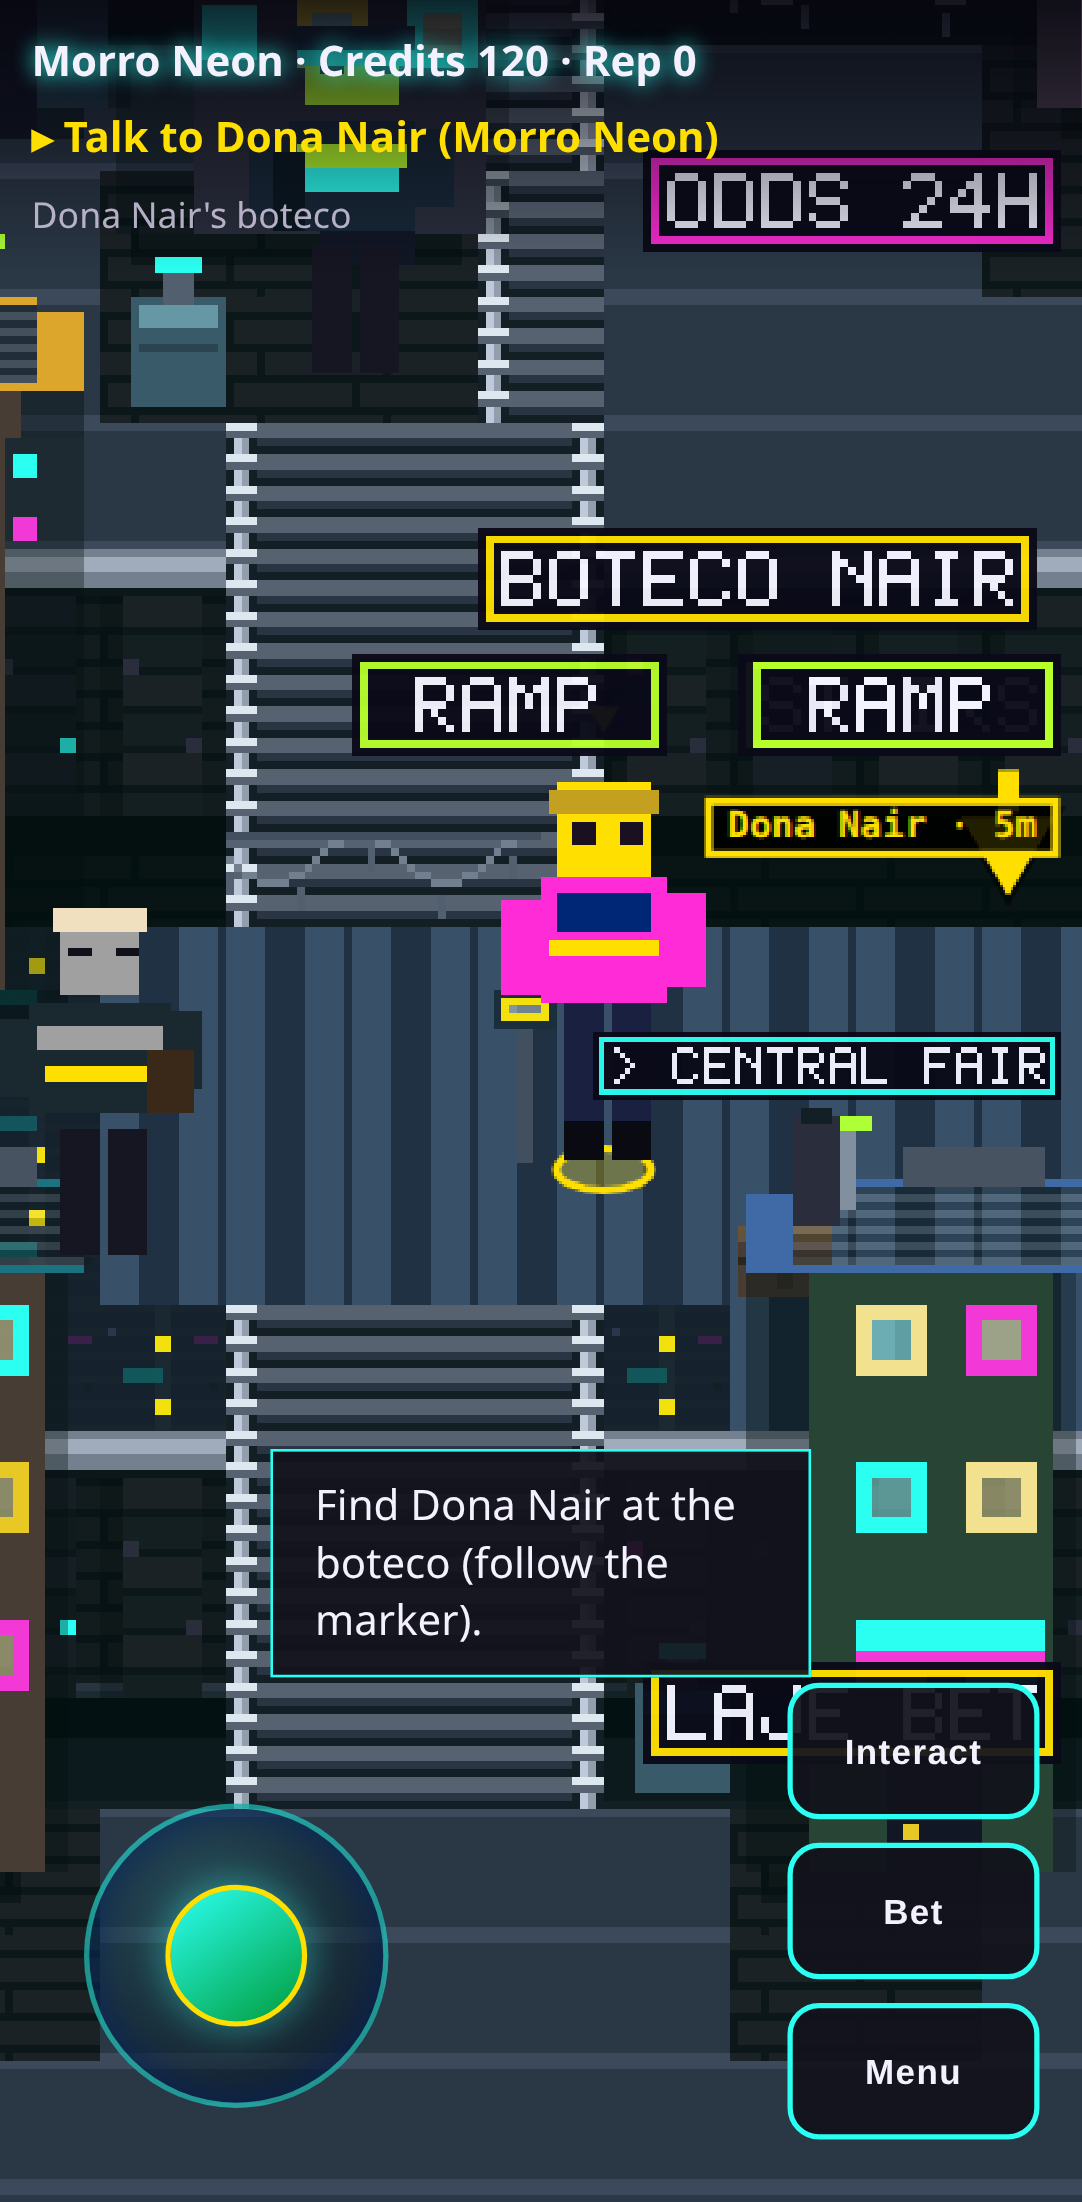 Morro Neon · Credits 120 · Rep 0
▸ Talk to Dona Nair (Morro Neon)
Dona Nair's boteco
ODDS 24H
BOTECO NAIR
RAMP
RAMP
Dona Nair · 5m
> CENTRAL FAIR
Find Dona Nair at the
boteco (follow the
marker).
LAJE BET
Interact
Bet
Menu